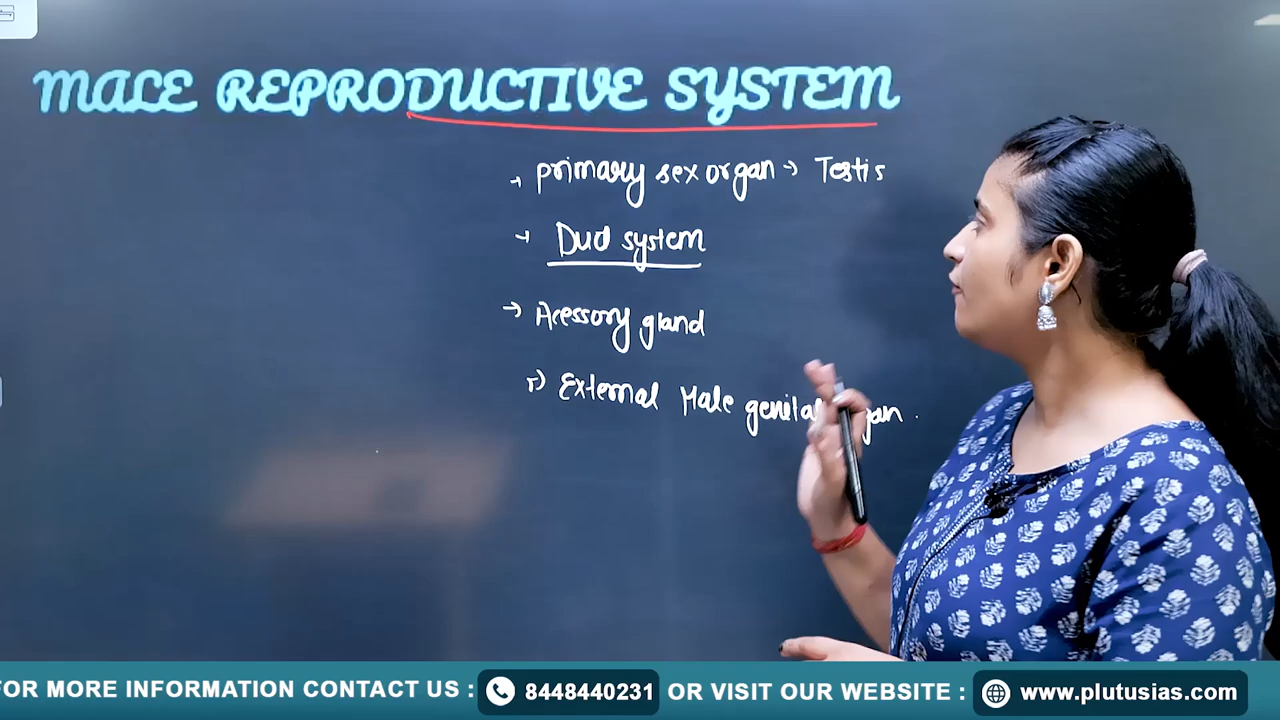 MALE REPRODUCTIVE SYSTEM
→ primary sex organ → Testis
→ Duct system
→ Acessory gland
→ External Male genital organ.
FOR MORE INFORMATION CONTACT US : 8448440231 OR VISIT OUR WEBSITE : www.plutusias.com